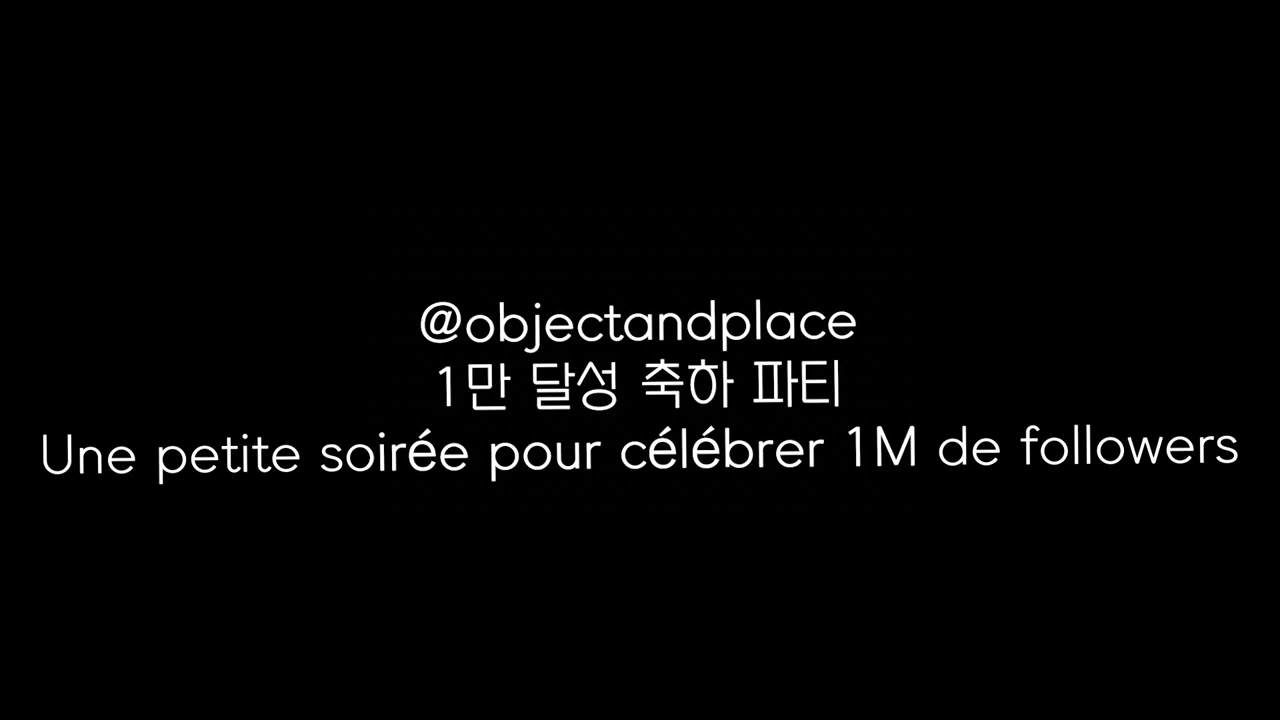 @objectandplace
1만 달성 축하 파티
Une petite soirée pour célébrer 1M de followers